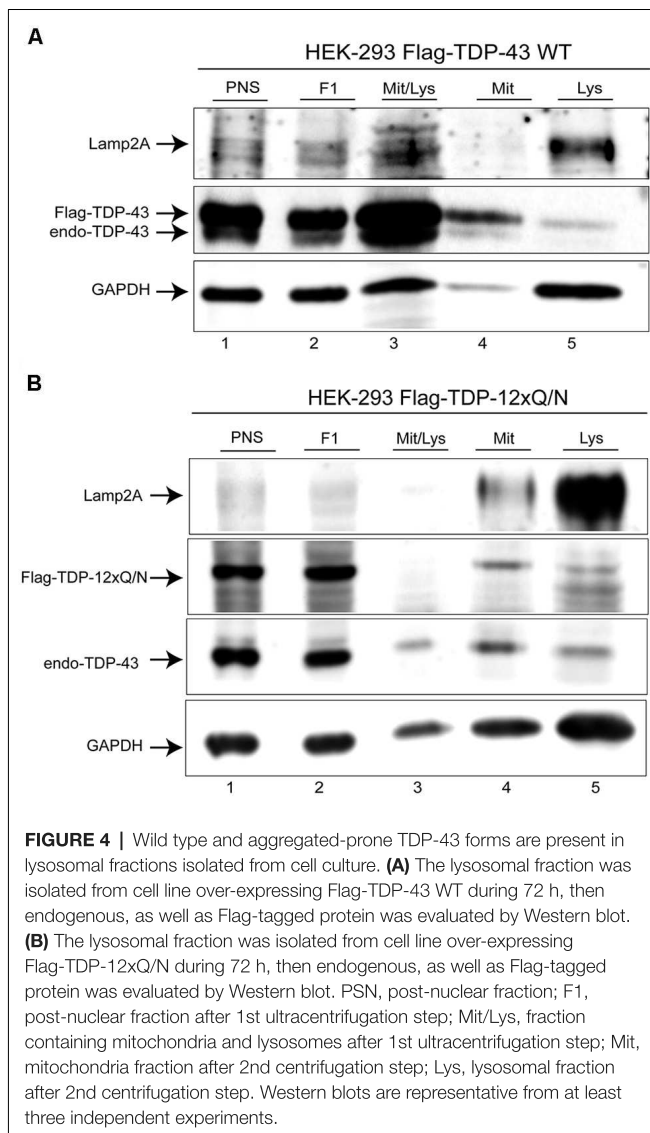 A
HEK-293 Flag-TDP-43 WT
PNS F1 Mit/Lys Mit Lys
Lamp2A
Flag-TDP-43
endo-TDP-43
GAPDH
1 2 3 4 5
B
HEK-293 Flag-TDP-12xQ/N
PNS F1 Mit/Lys Mit Lys
Lamp2A
Flag-TDP-12xQ/N
endo-TDP-43
GAPDH
1 2 3 4 5
FIGURE 4 | Wild type and aggregated-prone TDP-43 forms are present in
lysosomal fractions isolated from cell culture. (A) The lysosomal fraction was
isolated from cell line over-expressing Flag-TDP-43 WT during 72 h, then
endogenous, as well as Flag-tagged protein was evaluated by Western blot.
(B) The lysosomal fraction was isolated from cell line over-expressing
Flag-TDP-12xQ/N during 72 h, then endogenous, as well as Flag-tagged
protein was evaluated by Western blot. PSN, post-nuclear fraction; F1,
post-nuclear fraction after 1st ultracentrifugation step; Mit/Lys, fraction
containing mitochondria and lysosomes after 1st ultracentrifugation step; Mit,
mitochondria fraction after 2nd centrifugation step; Lys, lysosomal fraction
after 2nd centrifugation step. Western blots are representative from at least
three independent experiments.